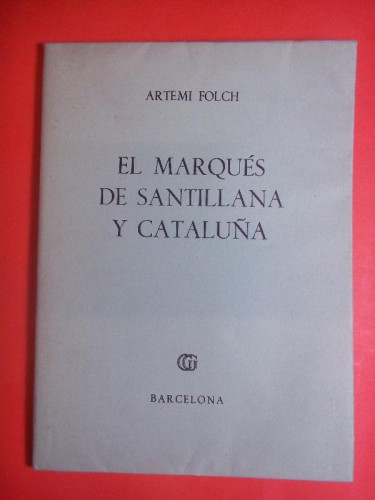 ARTEMI FOLCH
EL MARQUÉS
DE SANTILLANA
Y CATALUÑA
BARCELONA